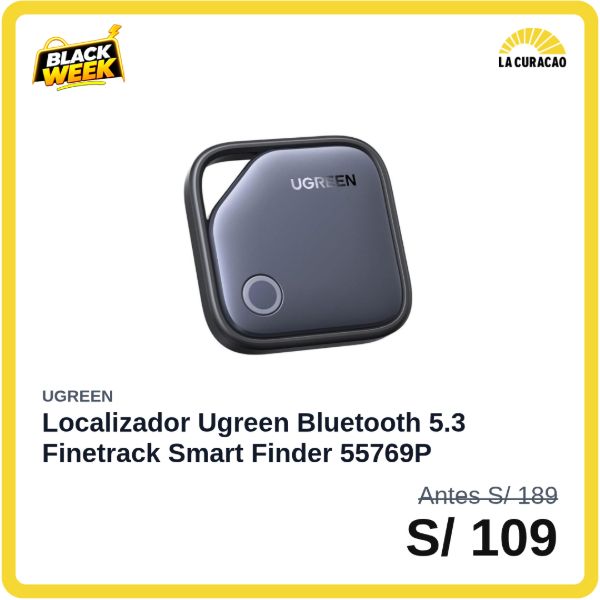 BLACK
WEEK
LA CURACAO
UGREEN
UGREEN
Localizador Ugreen Bluetooth 5.3
Finetrack Smart Finder 55769P
Antes S/ 189
S/ 109